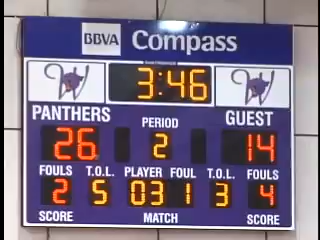 BBVA Compass
W 3:46 W
PANTHERS PERIOD GUEST
26 2 14
FOULS T.O.L. PLAYER FOUL T.O.L. FOULS
2 5 03 1 3 4
SCORE MATCH SCORE